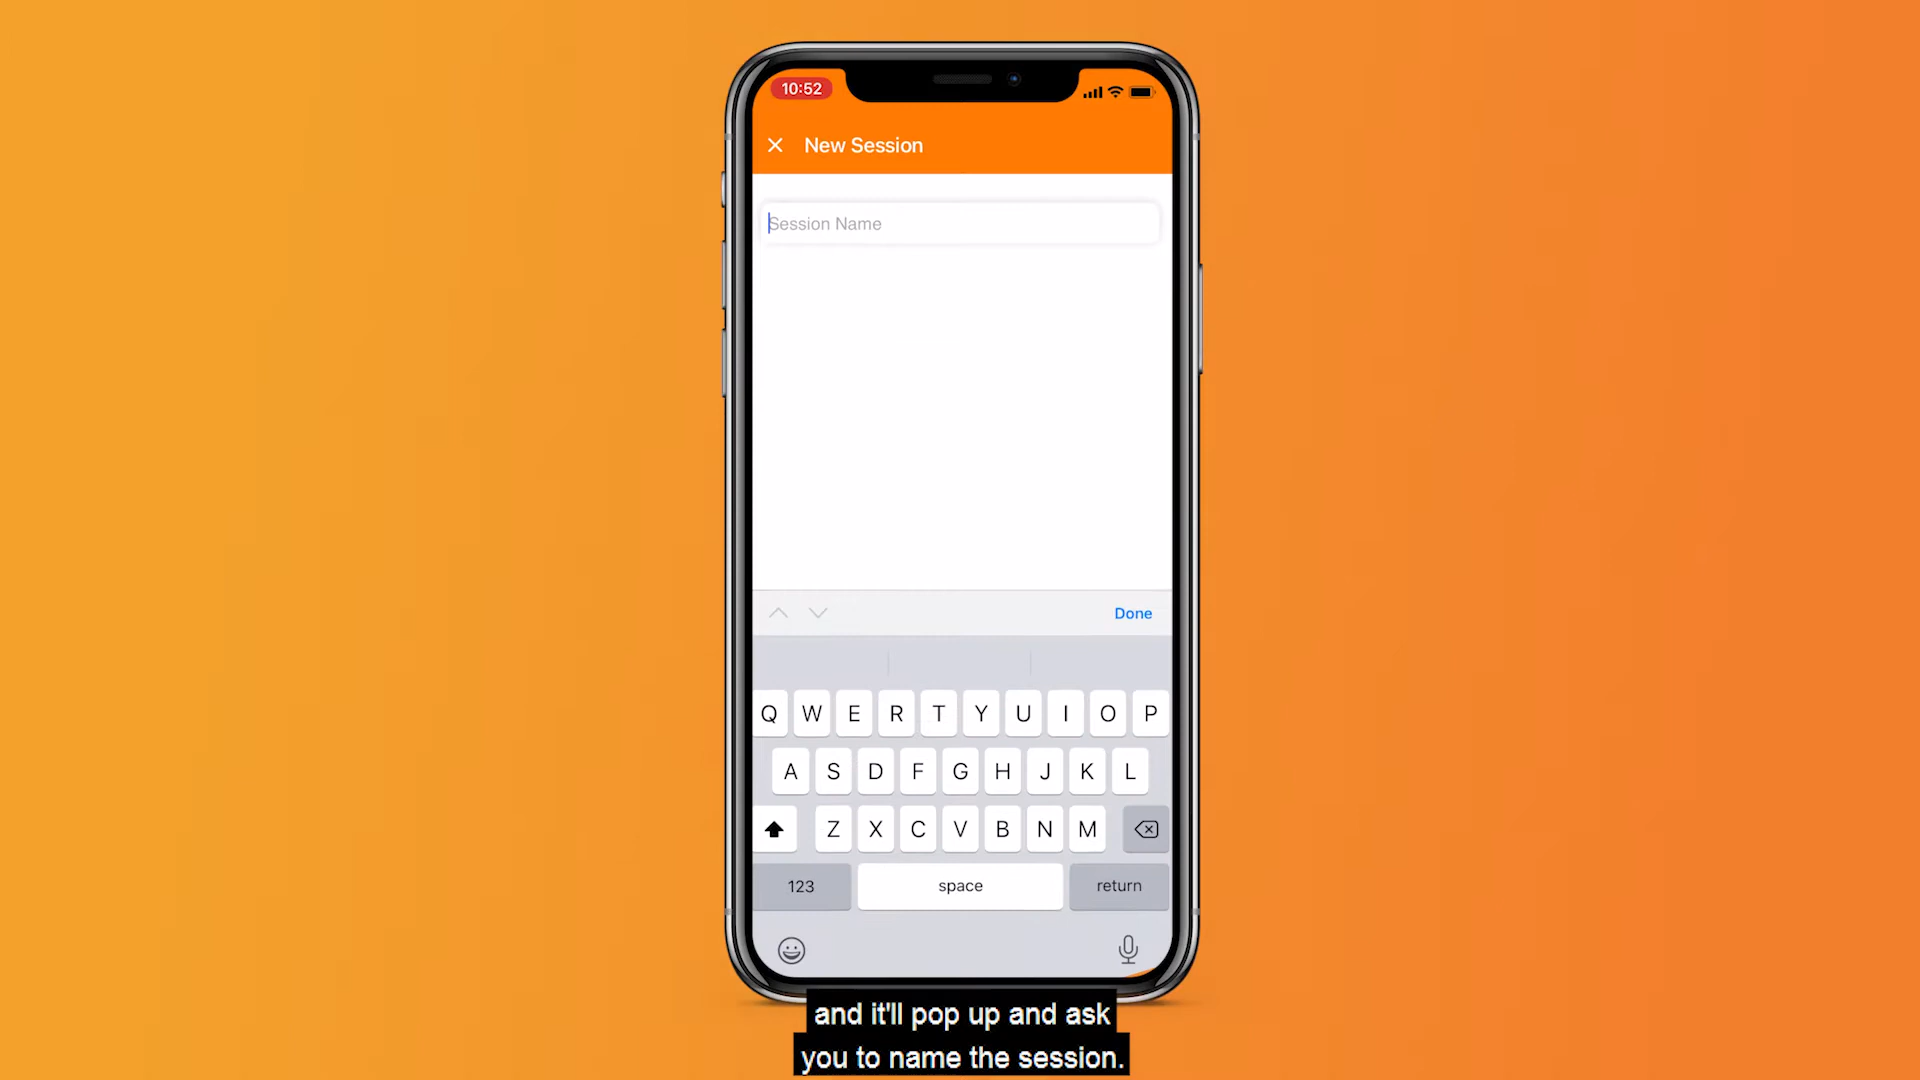 10:52
New Session
Session Name
Done
Q W E R T Y U I O P
A S D F G H J K L
Z X C V B N M
123 space return
and it'll pop up and ask
you to name the session.